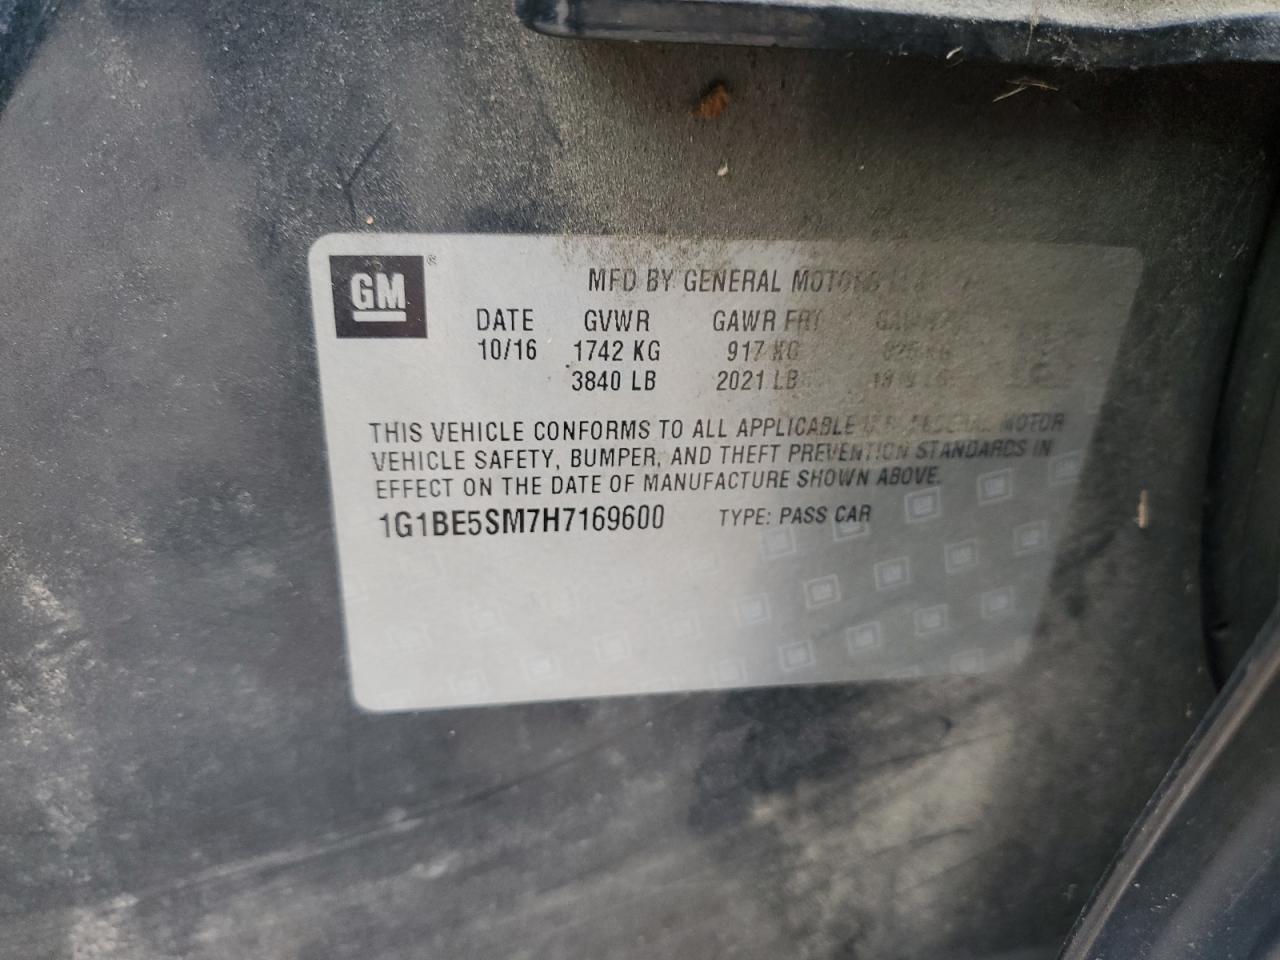 GM®
MFD BY GENERAL MOTORS
DATE GVWR GAWR FRT
10/16 1742 KG 917 KG
3840 LB 2021 LB
THIS VEHICLE CONFORMS TO ALL APPLICABLE U.S. FEDERAL MOTOR
VEHICLE SAFETY, BUMPER, AND THEFT PREVENTION STANDARDS IN
EFFECT ON THE DATE OF MANUFACTURE SHOWN ABOVE.
1G1BE5SM7H7169600 TYPE: PASS CAR